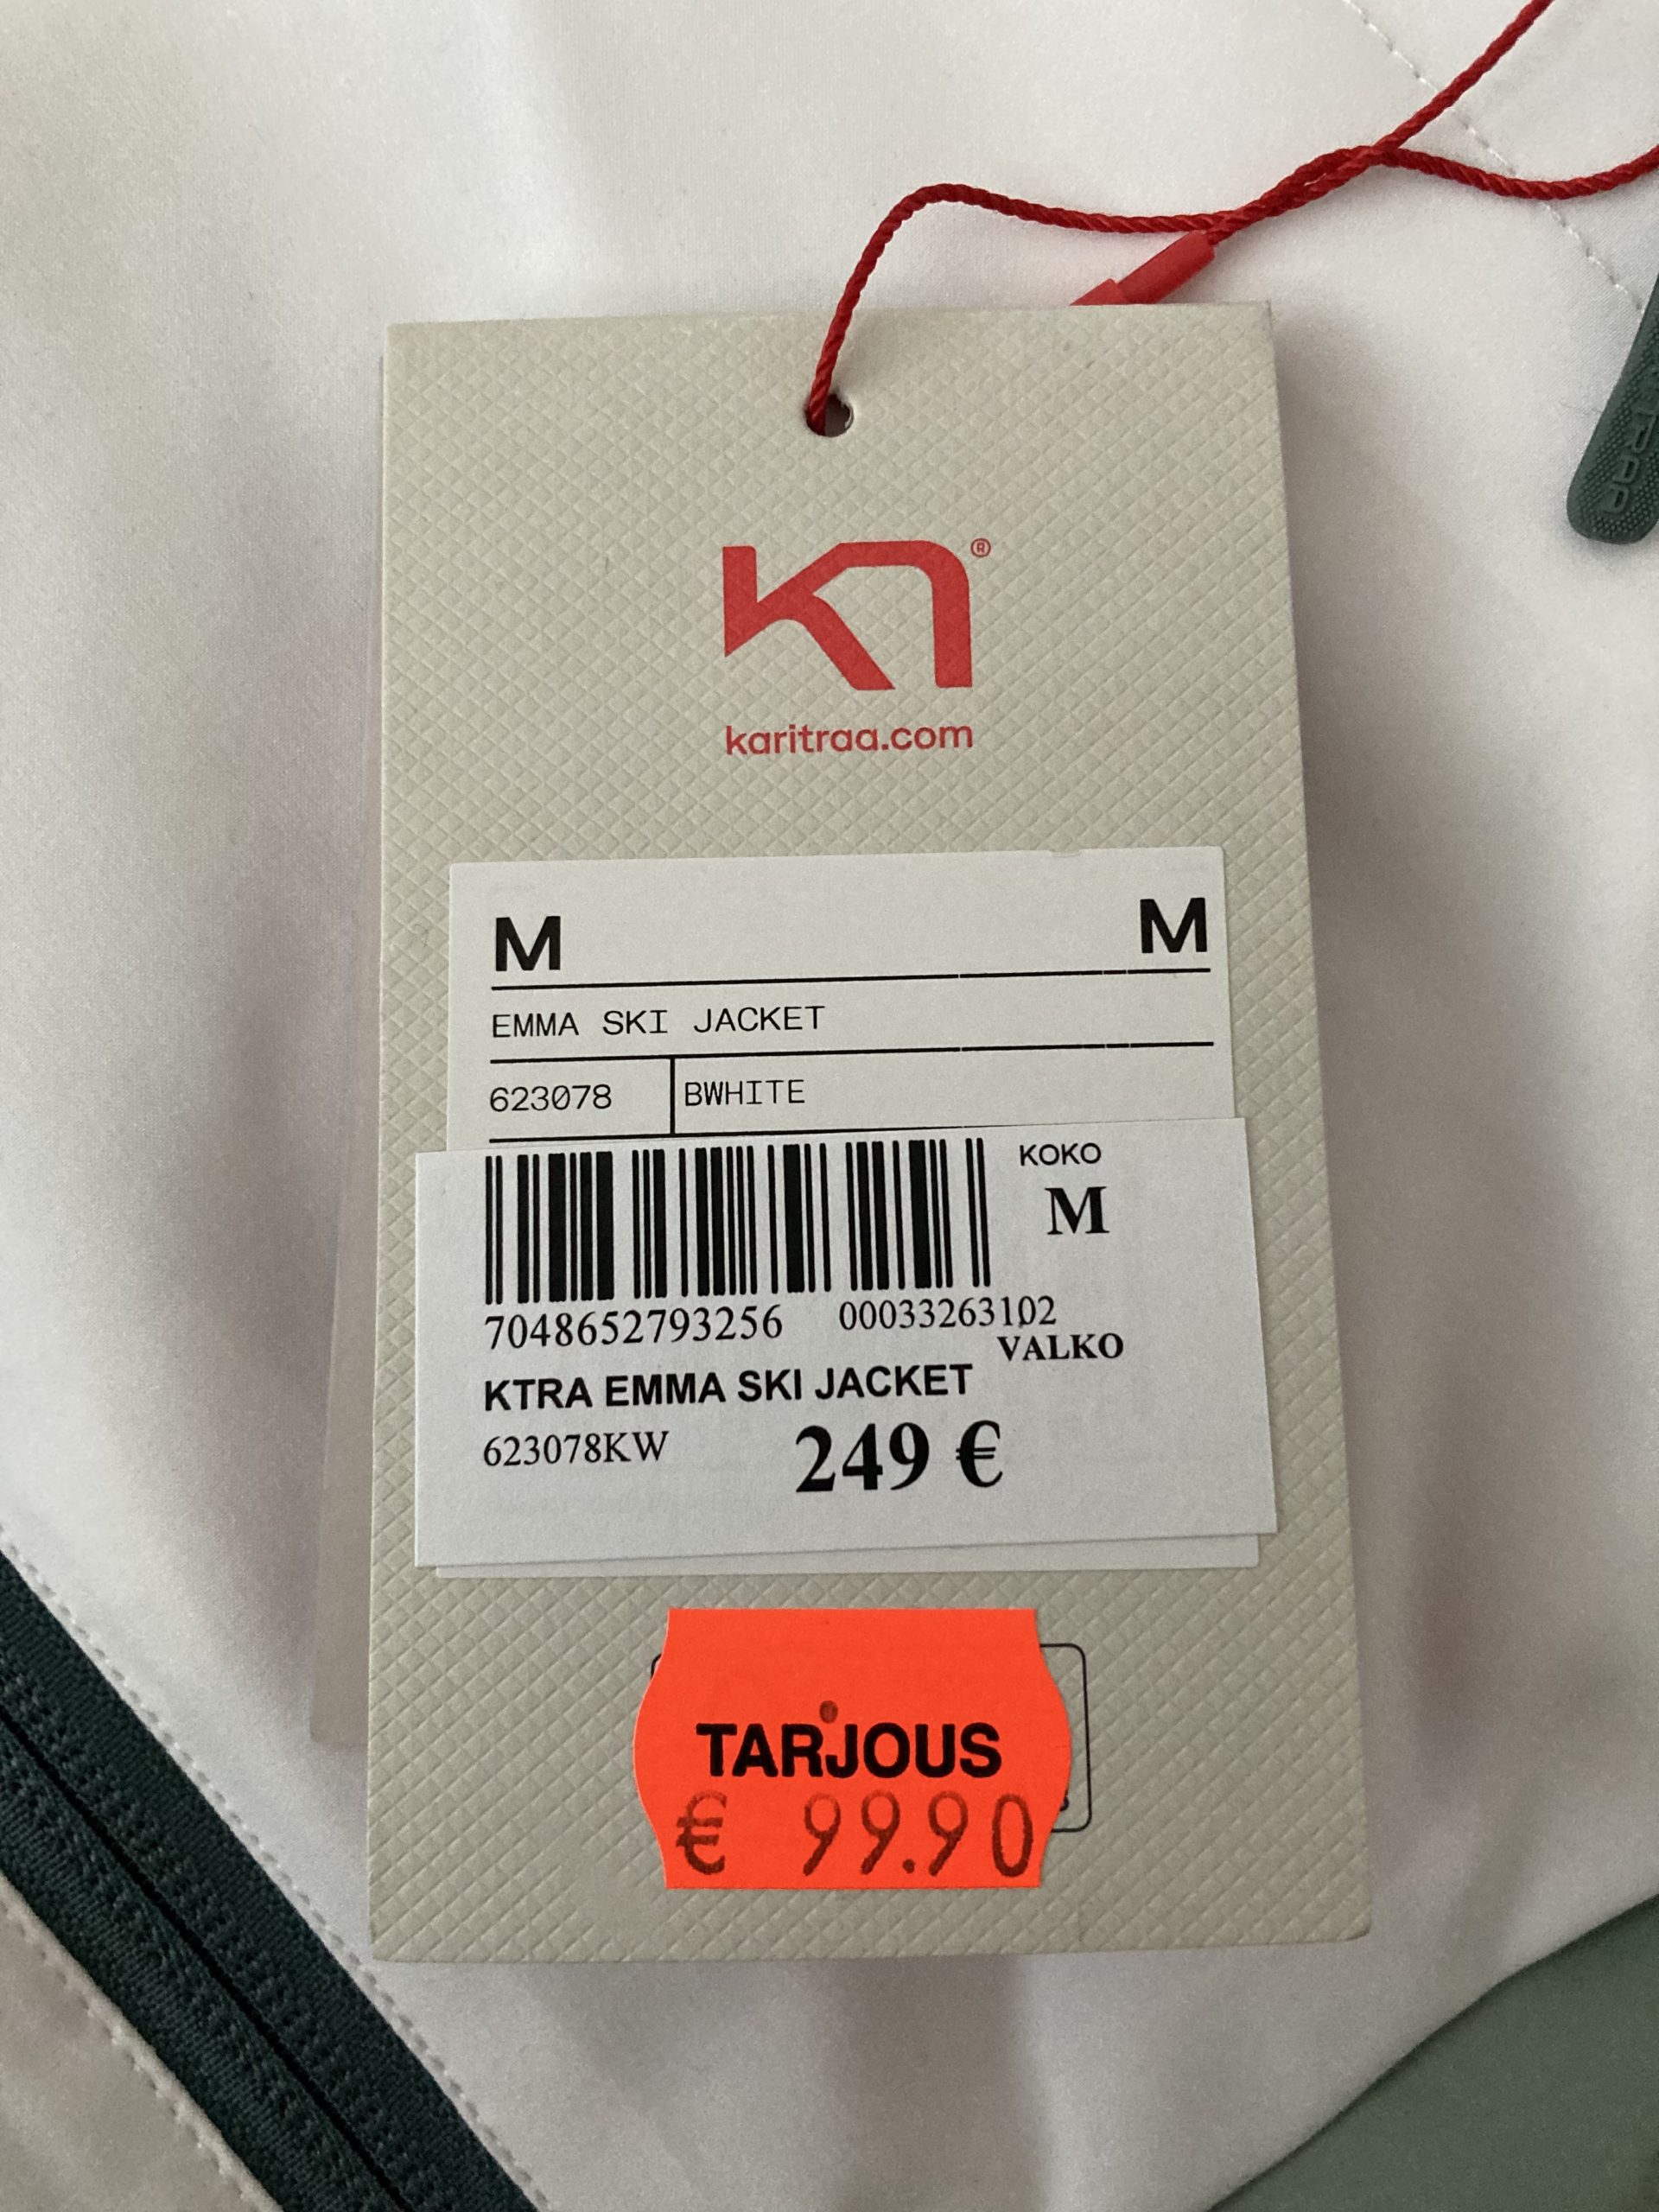 KT®
karitraa.com
M M
EMMA SKI JACKET
623078 BWHITE
KOKO
M
7048652793256 00033263102
VALKO
KTRA EMMA SKI JACKET
623078KW 249 €
TARJOUS
€ 99.90